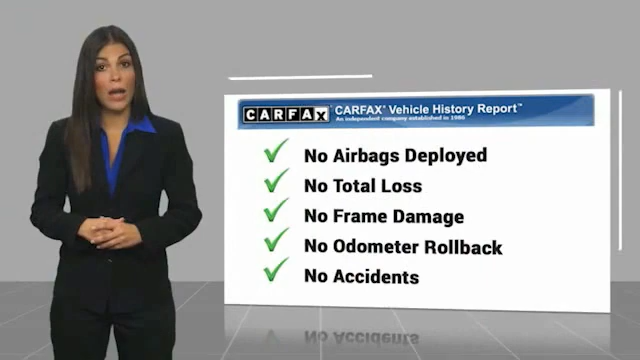 CARFAX CARFAX® Vehicle History Report™
An independent company established in 1986
No Airbags Deployed
No Total Loss
No Frame Damage
No Odometer Rollback
No Accidents